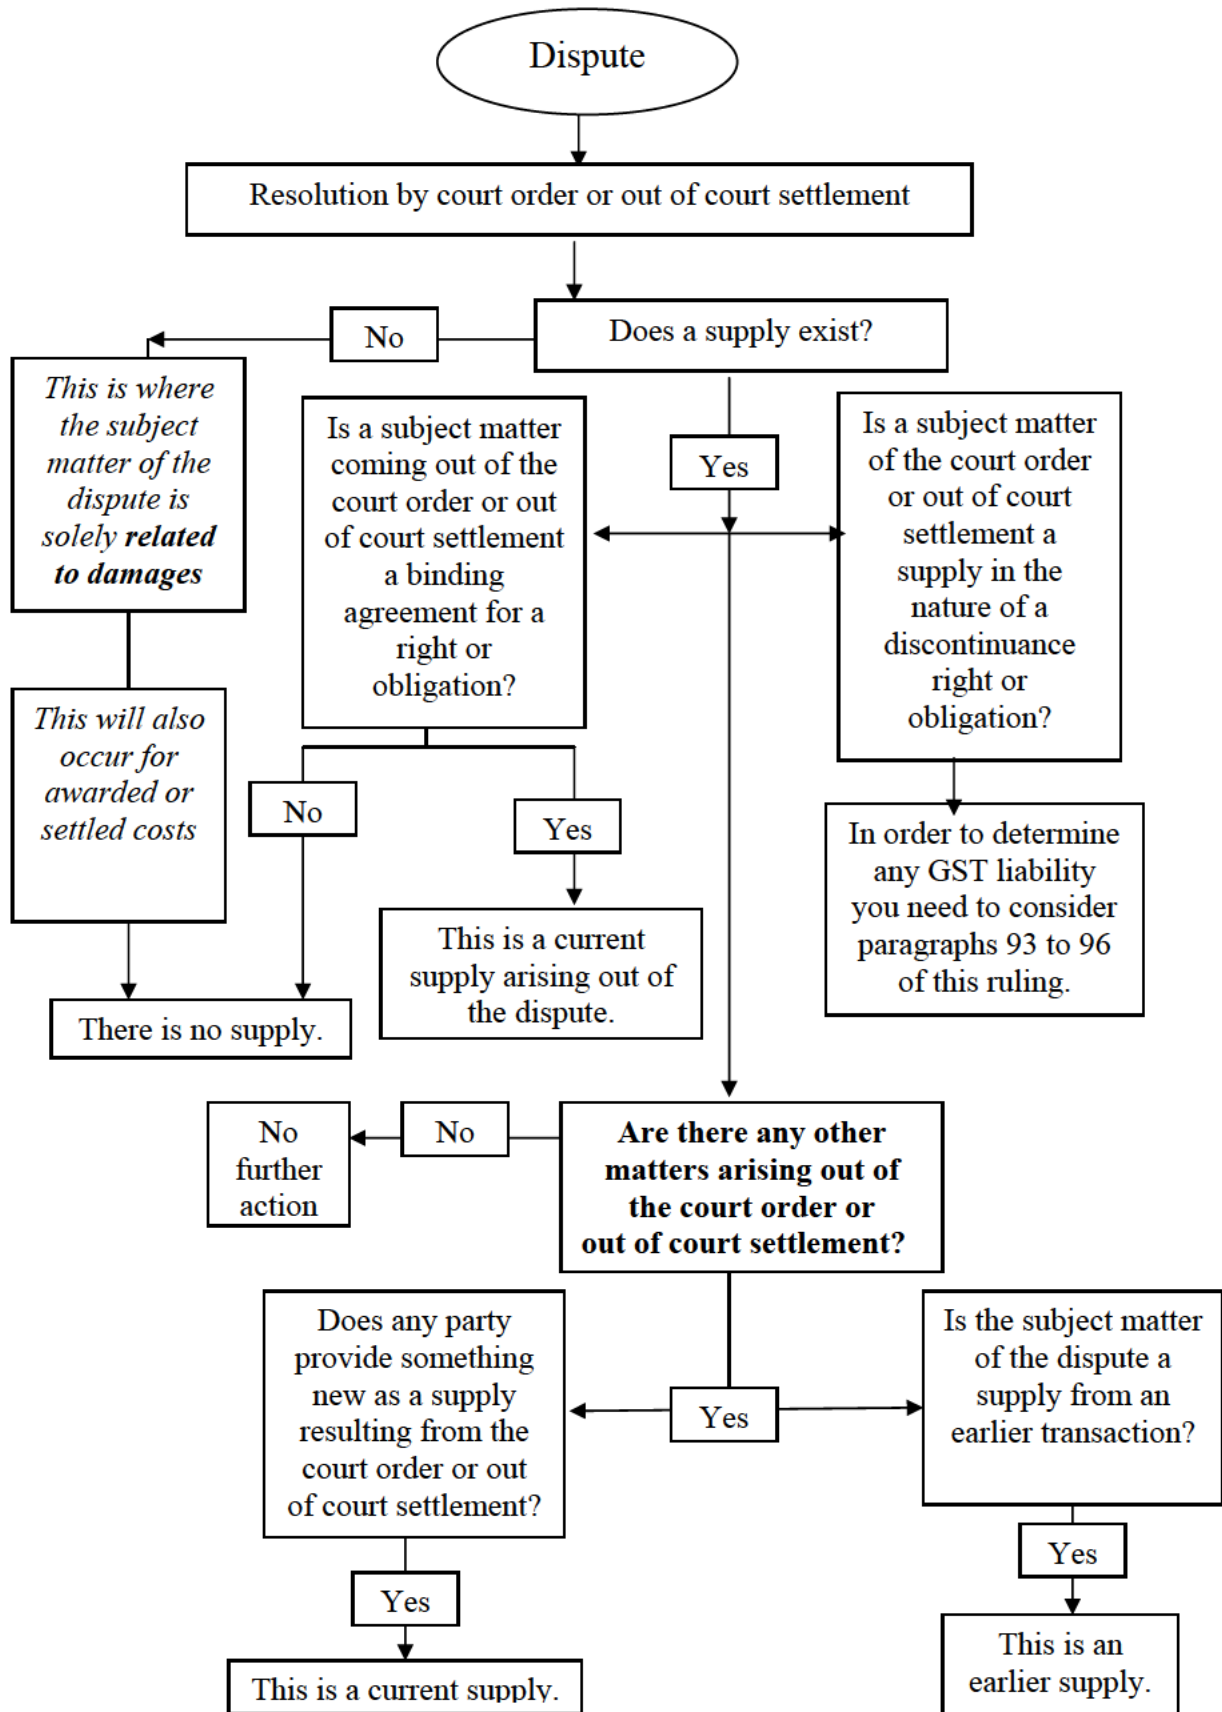 Dispute
Resolution by court order or out of court settlement
Does a supply exist?
No
This is where
the subject
matter of the
dispute is
solely related
to damages
This will also
occur for
awarded or
settled costs
Yes
Is a subject matter
coming out of the
court order or out
of court settlement
a binding
agreement for a
right or
obligation?
No
Yes
There is no supply.
This is a current
supply arising out of
the dispute.
Is a subject matter
of the court order
or out of court
settlement a
supply in the
nature of a
discontinuance
right or
obligation?
In order to determine
any GST liability
you need to consider
paragraphs 93 to 96
of this ruling.
Are there any other
matters arising out of
the court order or
out of court settlement?
No
No
further
action
Yes
Does any party
provide something
new as a supply
resulting from the
court order or out
of court settlement?
Yes
This is a current supply.
Is the subject matter
of the dispute a
supply from an
earlier transaction?
Yes
This is an
earlier supply.